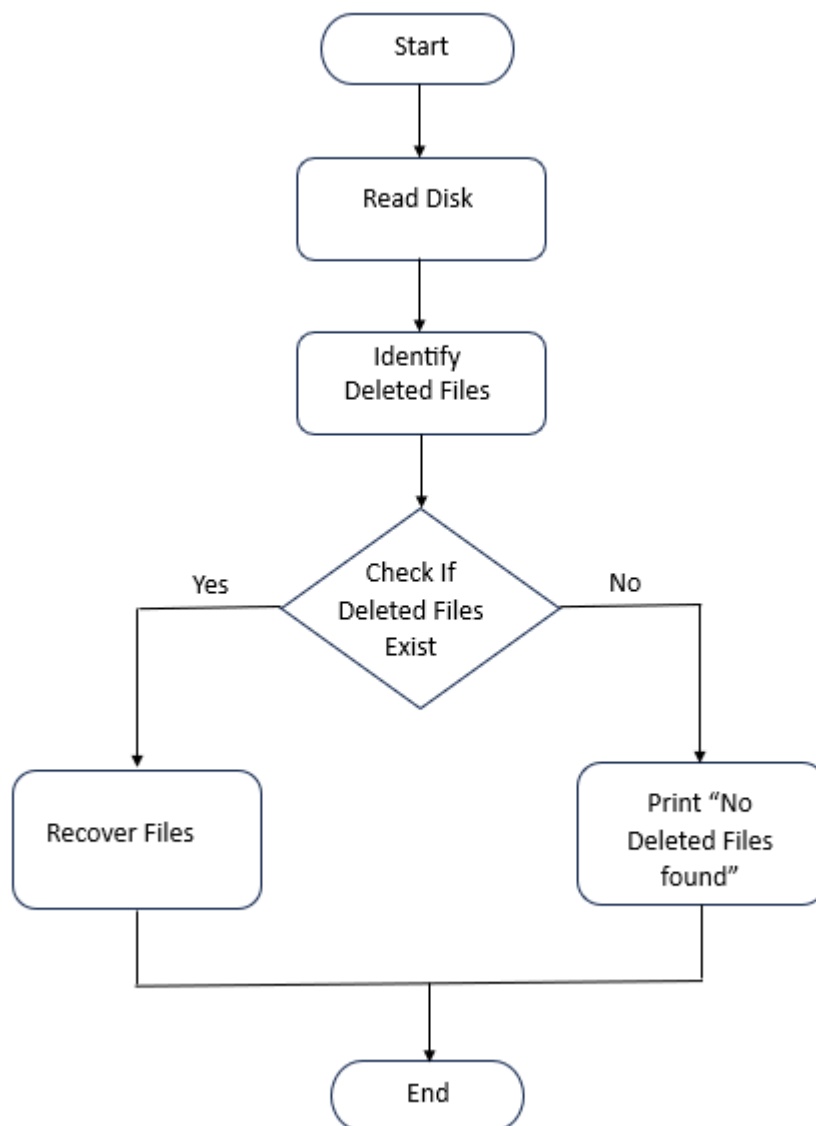 Start
Read Disk
Identify
Deleted Files
Check If
Deleted Files
Exist
Yes
No
Recover Files
Print “No
Deleted Files
found”
End